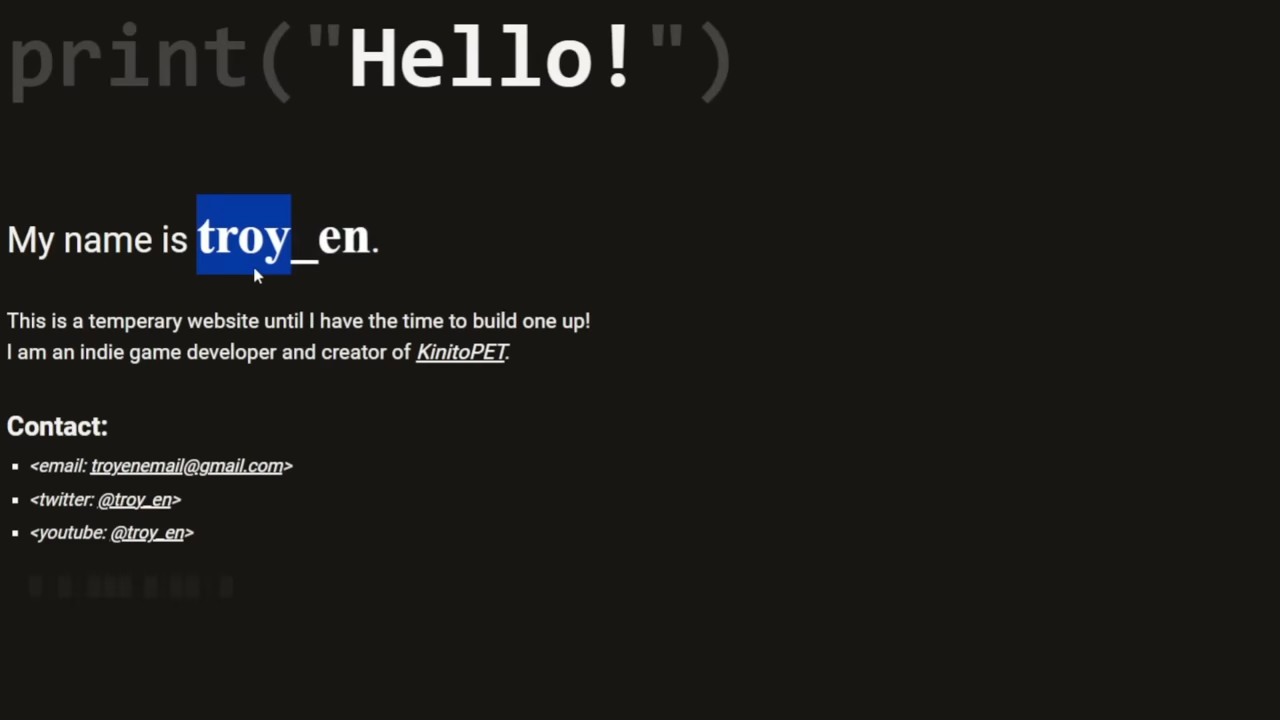 print("Hello!")
My name is troy_en.
This is a temperary website until I have the time to build one up!
I am an indie game developer and creator of KinitoPET.
Contact:
<email: troyenemail@gmail.com>
<twitter: @troy_en>
<youtube: @troy_en>